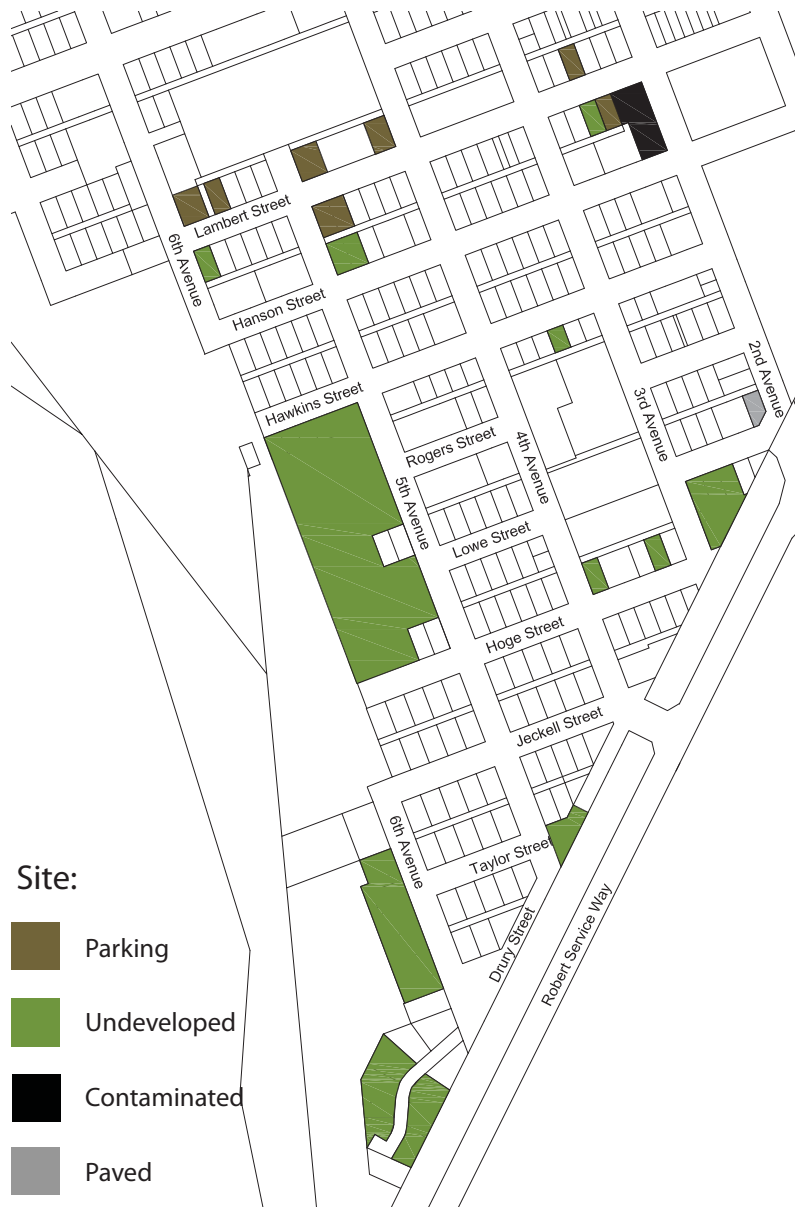 Lambert Street
6th Avenue
Hanson Street
2nd Avenue
Hawkins Street
3rd Avenue
Rogers Street
4th Avenue
5th Avenue
Lowe Street
Hoge Street
Jeckell Street
6th Avenue
Taylor Street
Drury Street
Robert Service Way
Site:
Parking
Undeveloped
Contaminated
Paved